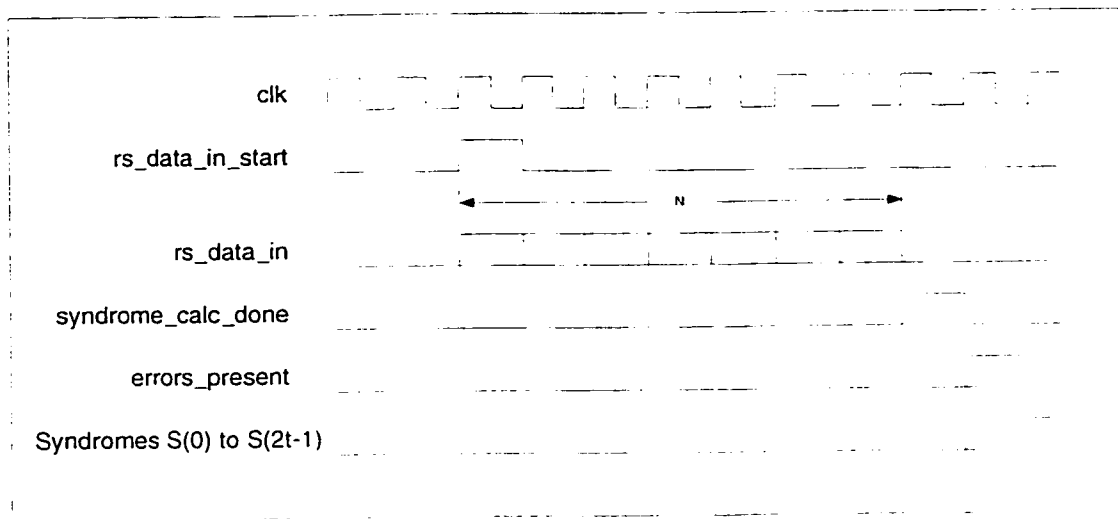 clk
rs_data_in_start
N
rs_data_in
syndrome_calc_done
errors_present
Syndromes S(0) to S(2t-1)